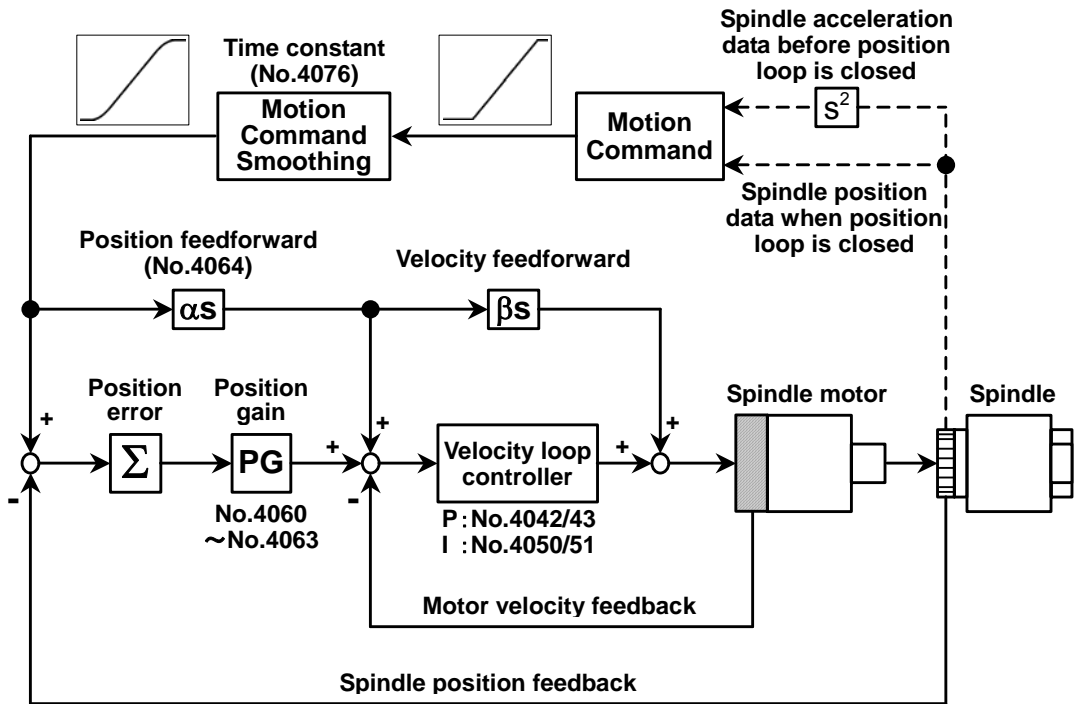 Time constant
(No.4076)
Motion
Command
Smoothing
Motion
Command
Spindle acceleration
data before position
loop is closed
s²
Spindle position
data when position
loop is closed
Position feedforward
(No.4064)
αs
Velocity feedforward
βs
Position
error
Position
gain
Spindle motor
Spindle
+
-
Σ
PG
+
+
-
Velocity loop
controller
+
+
No.4060
～No.4063
P :No.4042/43
I :No.4050/51
Motor velocity feedback
Spindle position feedback